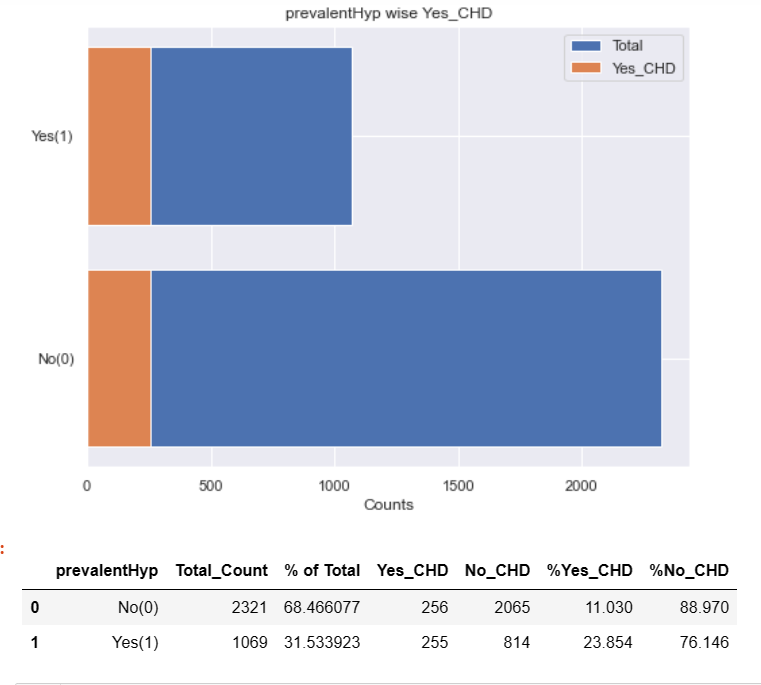 prevalentHyp wise Yes_CHD
Total
Yes_CHD
Yes(1)
No(0)
0 500 1000 1500 2000
Counts
:
prevalentHyp Total_Count % of Total Yes_CHD No_CHD %Yes_CHD %No_CHD
0 No(0) 2321 68.466077 256 2065 11.030 88.970
1 Yes(1) 1069 31.533923 255 814 23.854 76.146